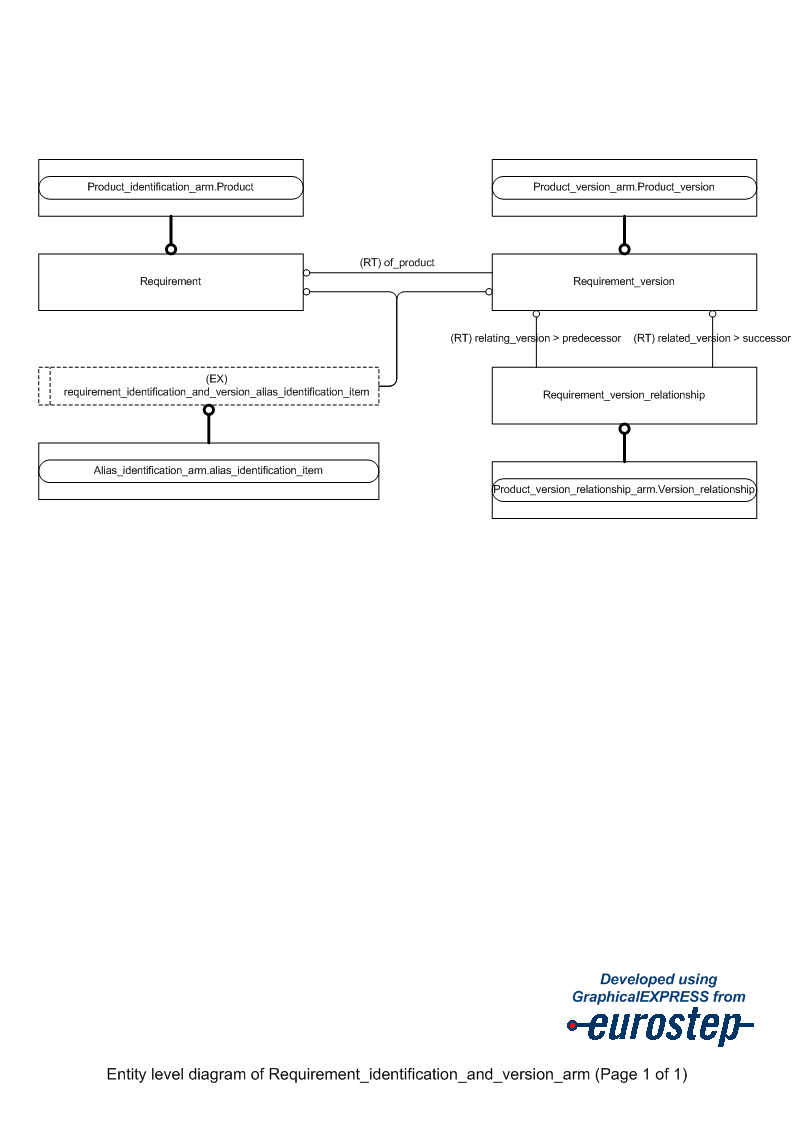 Product_identification_arm.Product
Product_version_arm.Product_version
(RT) of_product
Requirement
Requirement_version
(RT) relating_version > predecessor
(RT) related_version > successor
(EX)
requirement_identification_and_version_alias_identification_item
Requirement_version_relationship
Alias_identification_arm.alias_identification_item
Product_version_relationship_arm.Version_relationship
Developed using
GraphicalEXPRESS from
eurostep
Entity level diagram of Requirement_identification_and_version_arm (Page 1 of 1)